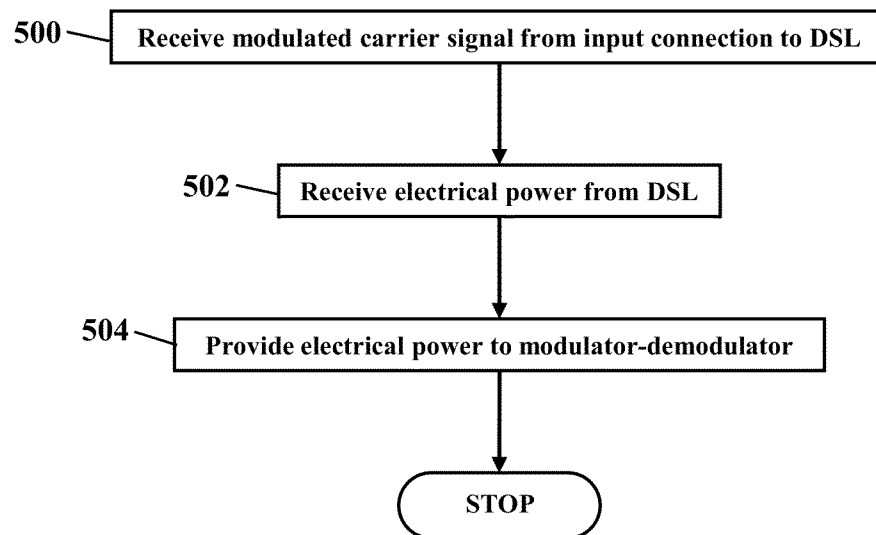 500
Receive modulated carrier signal from input connection to DSL
502
Receive electrical power from DSL
504
Provide electrical power to modulator-demodulator
STOP